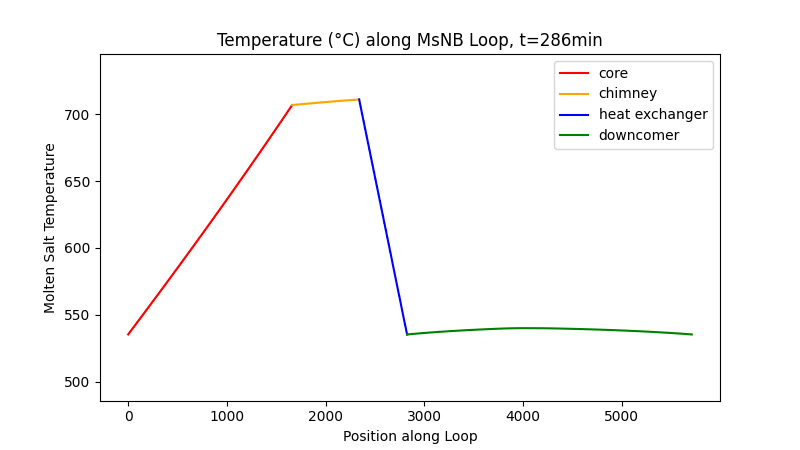 Temperature (°C) along MsNB Loop, t=286min
core
chimney
heat exchanger
downcomer
Molten Salt Temperature
700
650
600
550
500
0 1000 2000 3000 4000 5000
Position along Loop